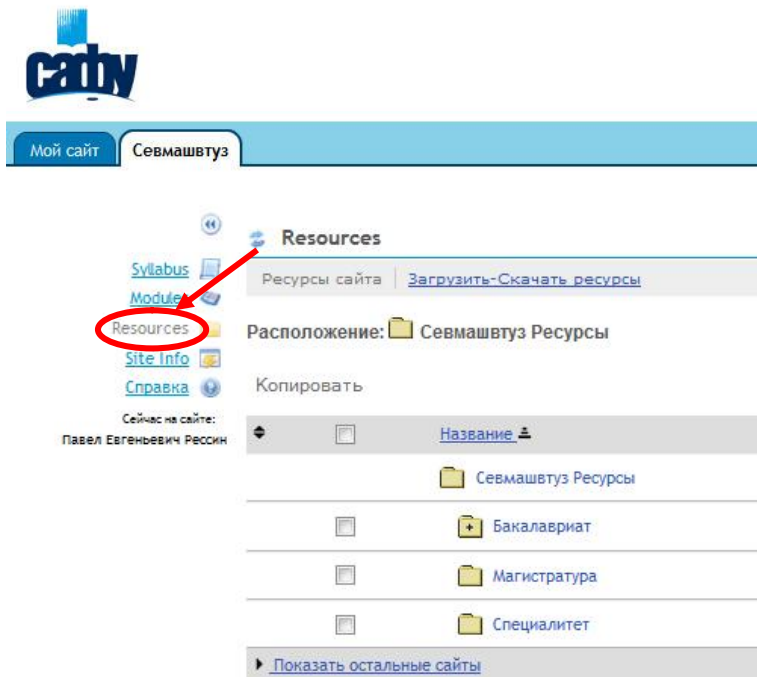 сафу
Мой сайт Севмашвтуз
Resources
Syllabus
Ресурсы сайта Загрузить-Скачать ресурсы
Module
Resources
Расположение: Севмашвтуз Ресурсы
Site Info
Справка
Копировать
Сейчас на сайте:
Павел Евгеньевич Рессин
Название
Севмашвтуз Ресурсы
Бакалавриат
Магистратура
Специалитет
Показать остальные сайты